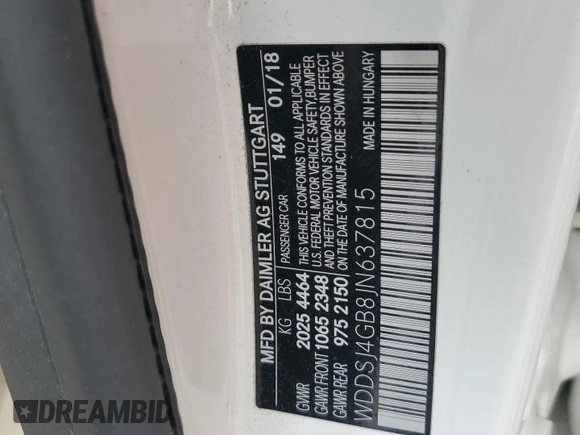 MFD BY DAIMLER AG STUTTGART
KG LBS PASSENGER CAR 149 01/18
GVWR 2025 4464 THIS VEHICLE CONFORMS TO ALL APPLICABLE
GAWR FRONT 1065 2348 U.S. FEDERAL MOTOR VEHICLE SAFETY, BUMPER
GAWR REAR 975 2150 AND THEFT PREVENTION STANDARDS IN EFFECT
ON THE DATE OF MANUFACTURE SHOWN ABOVE
WDDSJ4GB8JN637815 MADE IN HUNGARY
DREAMBID